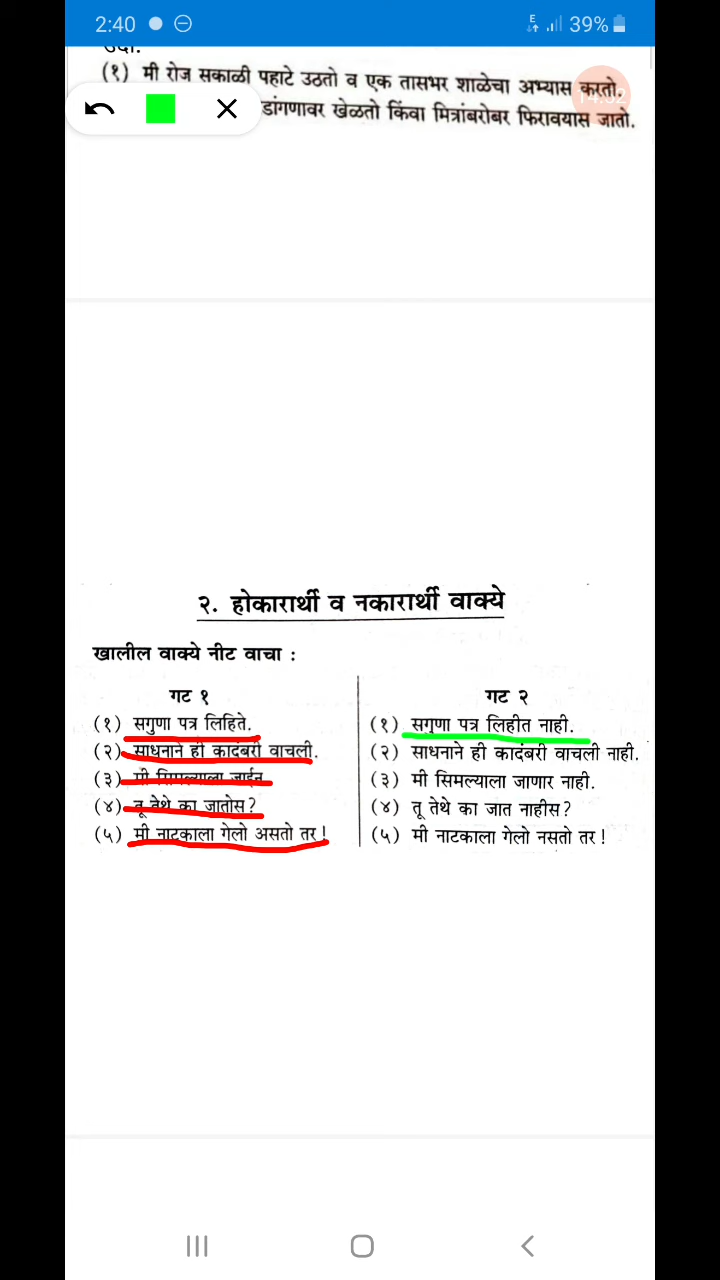 2:40 39%
उदा.
(१) मी रोज सकाळी पहाटे उठतो व एक तासभर शाळेचा अभ्यास करतो.
डांगणावर खेळतो किंवा मित्रांबरोबर फिरावयास जातो.
२. होकारार्थी व नकारार्थी वाक्ये
खालील वाक्ये नीट वाचा :
गट १
(१) सगुणा पत्र लिहिते.
(२) साधनाने ही कादंबरी वाचली.
(३) मी सिमल्याला जाईन
(४) तू तेथे का जातोस?
(५) मी नाटकाला गेलो असतो तर!
गट २
(१) सगुणा पत्र लिहीत नाही.
(२) साधनाने ही कादंबरी वाचली नाही.
(३) मी सिमल्याला जाणार नाही.
(४) तू तेथे का जात नाहीस?
(५) मी नाटकाला गेलो नसतो तर!